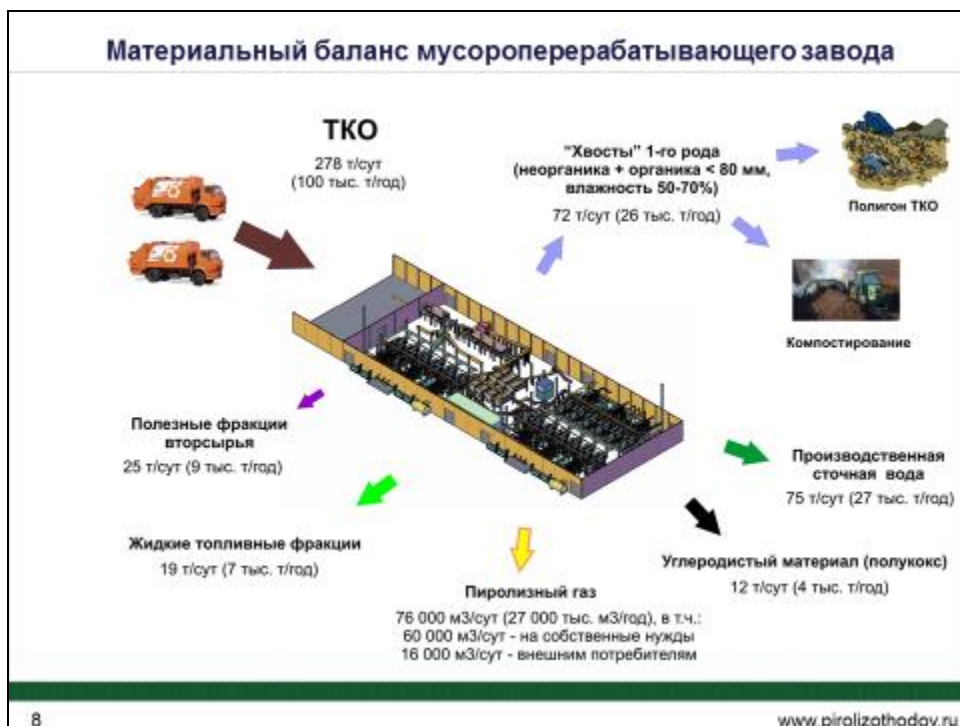 Материальный баланс мусороперерабатывающего завода
ТКО
278 т/сут
(100 тыс. т/год)
"Хвосты" 1-го рода
(неорганика + органика < 80 мм,
влажность 50-70%)
72 т/сут (26 тыс. т/год)
Полигон ТКО
Компостирование
Полезные фракции
вторсырья
25 т/сут (9 тыс. т/год)
Производственная
сточная вода
75 т/сут (27 тыс. т/год)
Жидкие топливные фракции
19 т/сут (7 тыс. т/год)
Углеродистый материал (полукокс)
12 т/сут (4 тыс. т/год)
Пиролизный газ
76 000 м3/сут (27 000 тыс. м3/год), в т.ч.:
60 000 м3/сут - на собственные нужды
16 000 м3/сут - внешним потребителям
8
www.pirolizothodov.ru